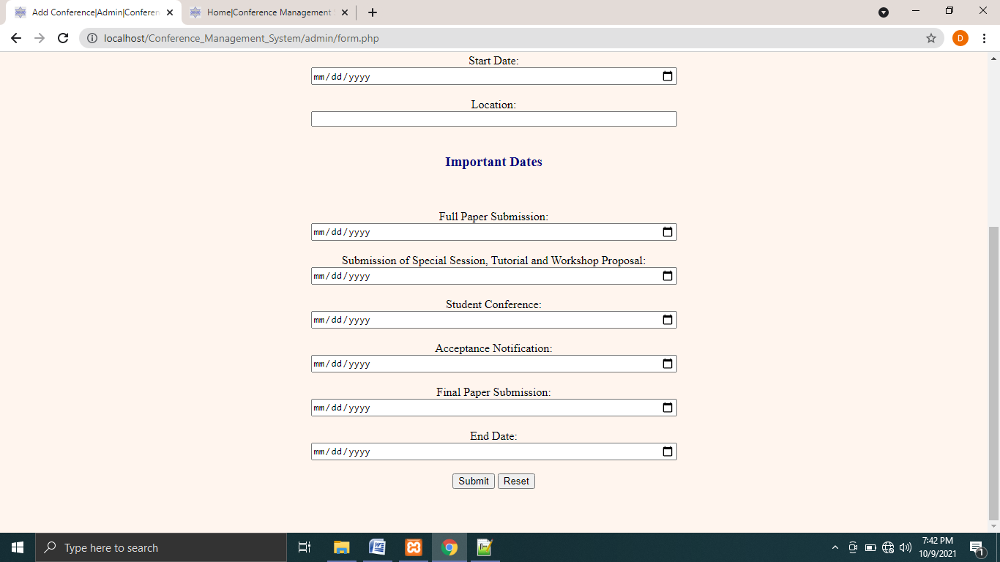 Add Conference|Admin|Conferen
Home|Conference Management
localhost/Conference_Management_System/admin/form.php
D
Start Date:
mm/dd/yyyy
Location:
Important Dates
Full Paper Submission:
mm/dd/yyyy
Submission of Special Session, Tutorial and Workshop Proposal:
mm/dd/yyyy
Student Conference:
mm/dd/yyyy
Acceptance Notification:
mm/dd/yyyy
Final Paper Submission:
mm/dd/yyyy
End Date:
mm/dd/yyyy
Submit Reset
Type here to search
7:42 PM
10/9/2021
1